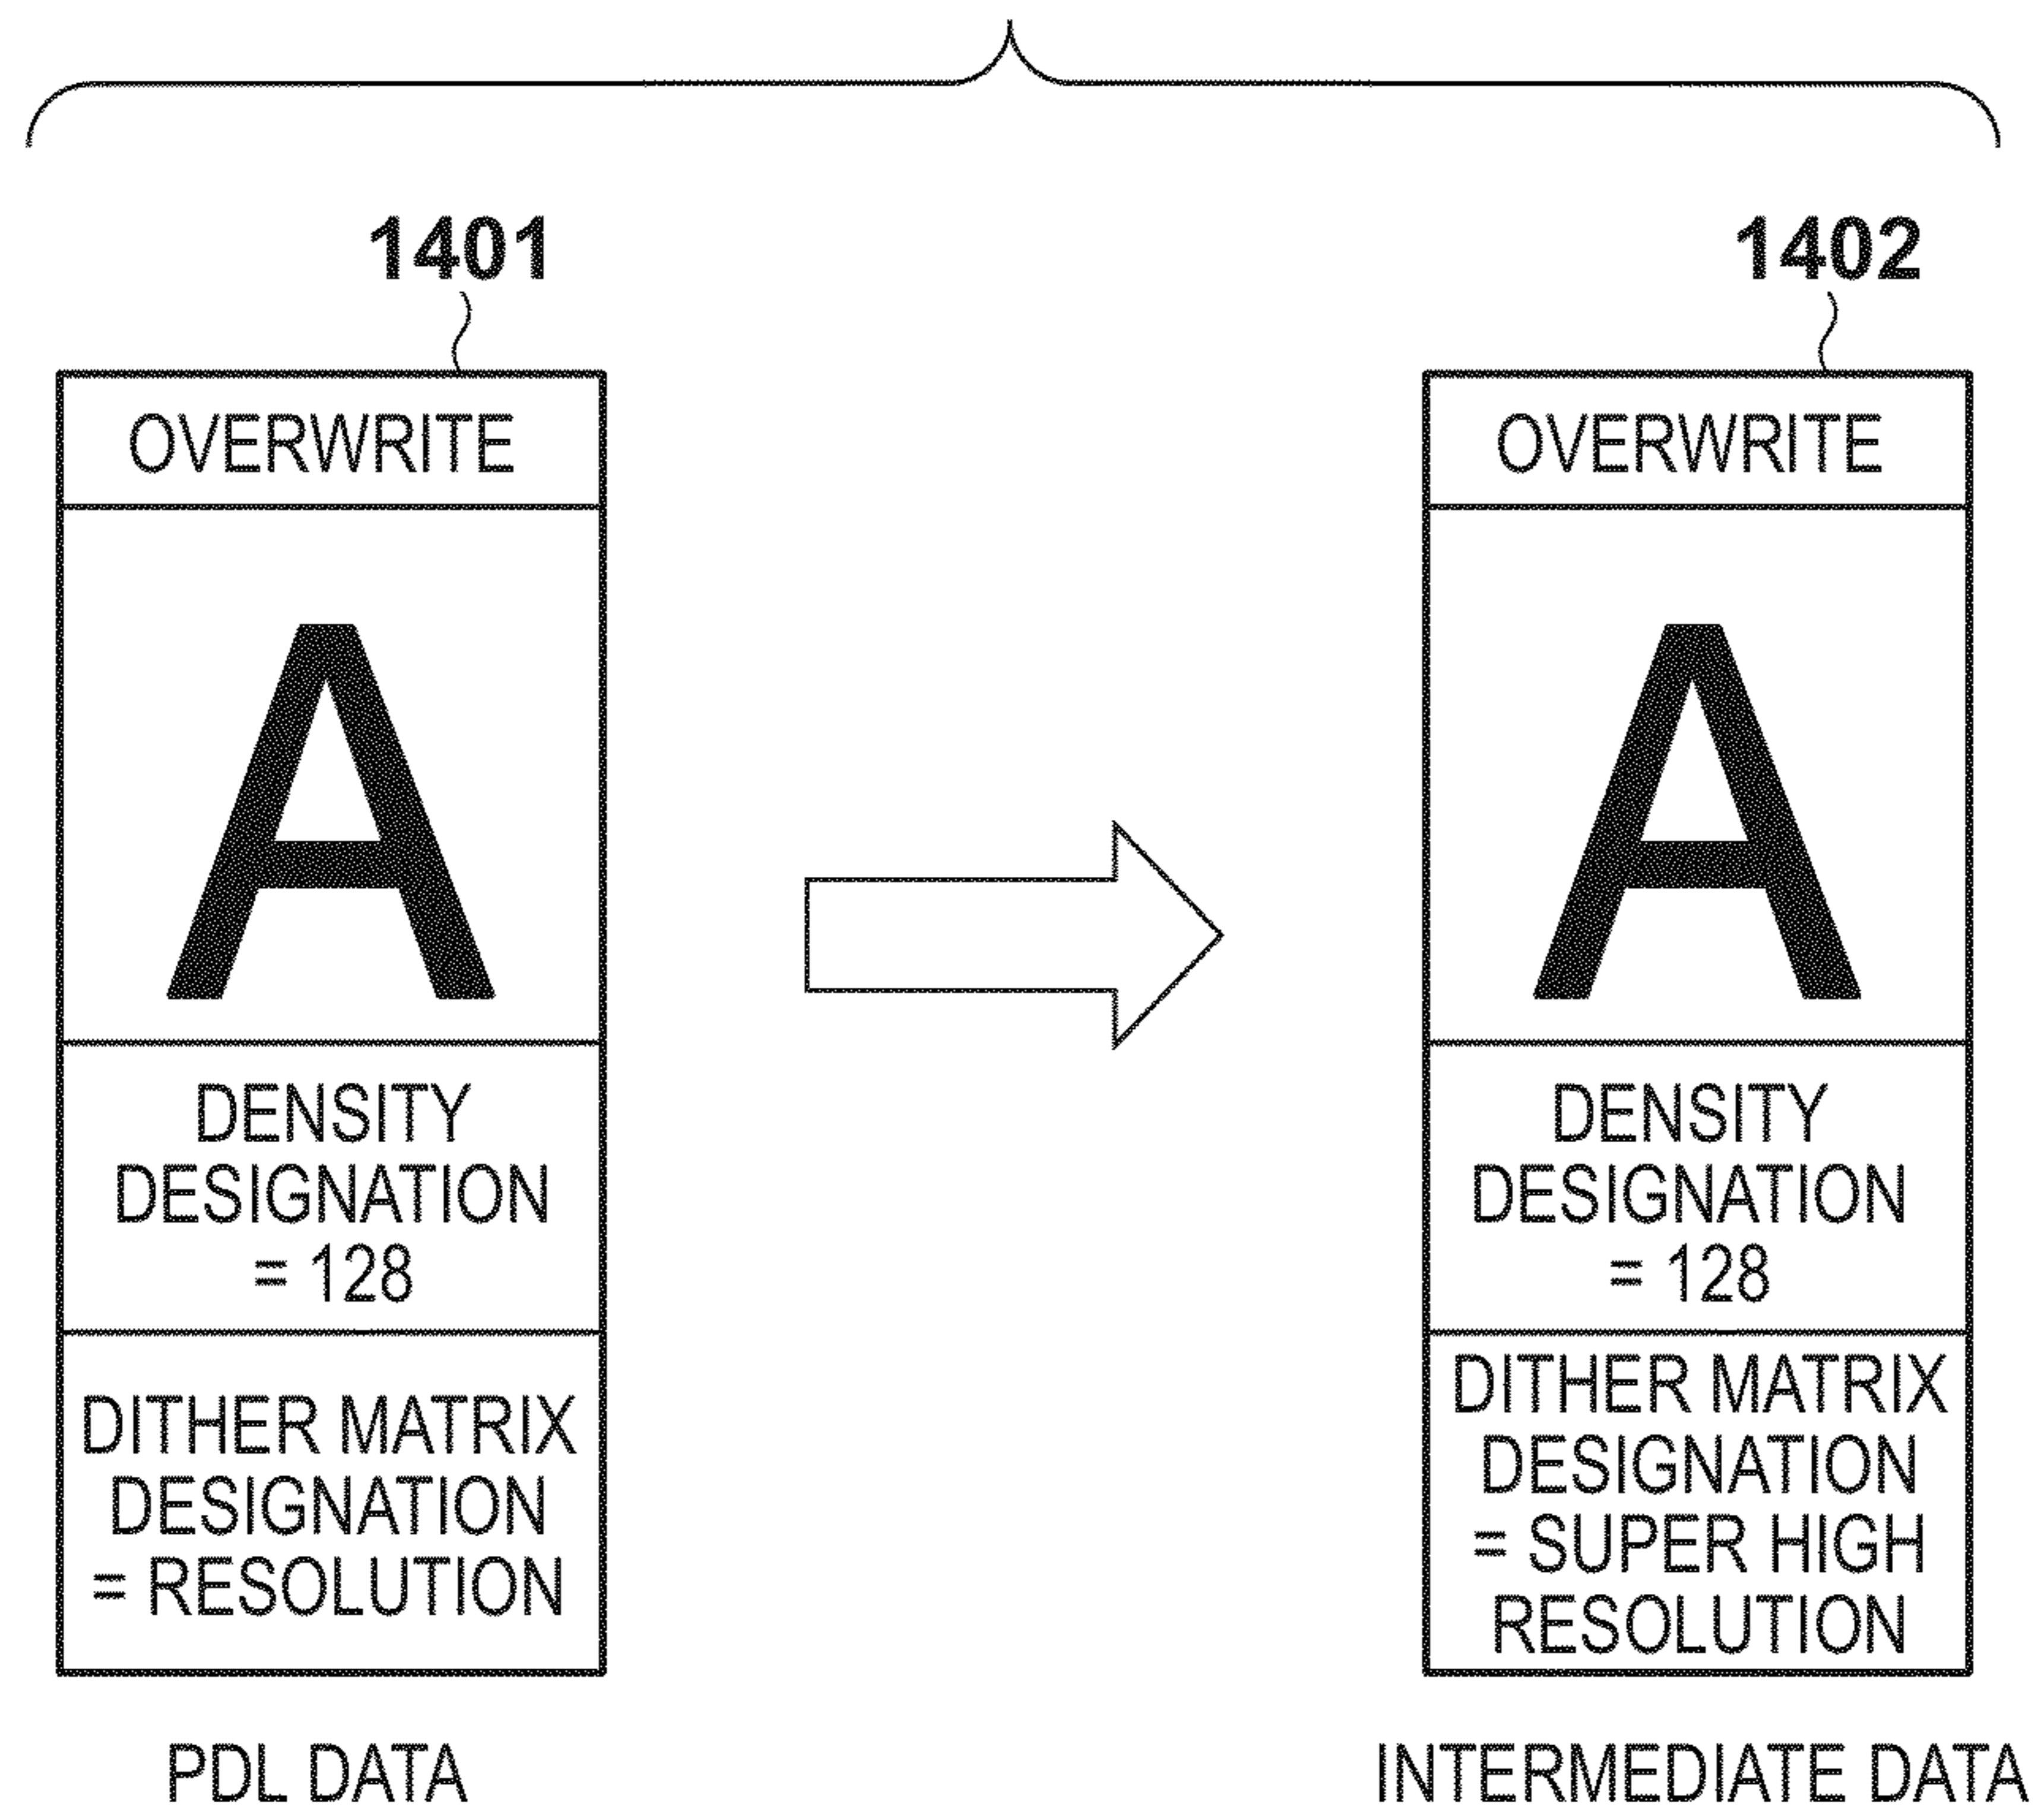 1401
OVERWRITE
A
DENSITY
DESIGNATION
= 128
DITHER MATRIX
DESIGNATION
= RESOLUTION
PDL DATA
1402
OVERWRITE
A
DENSITY
DESIGNATION
= 128
DITHER MATRIX
DESIGNATION
= SUPER HIGH
RESOLUTION
INTERMEDIATE DATA